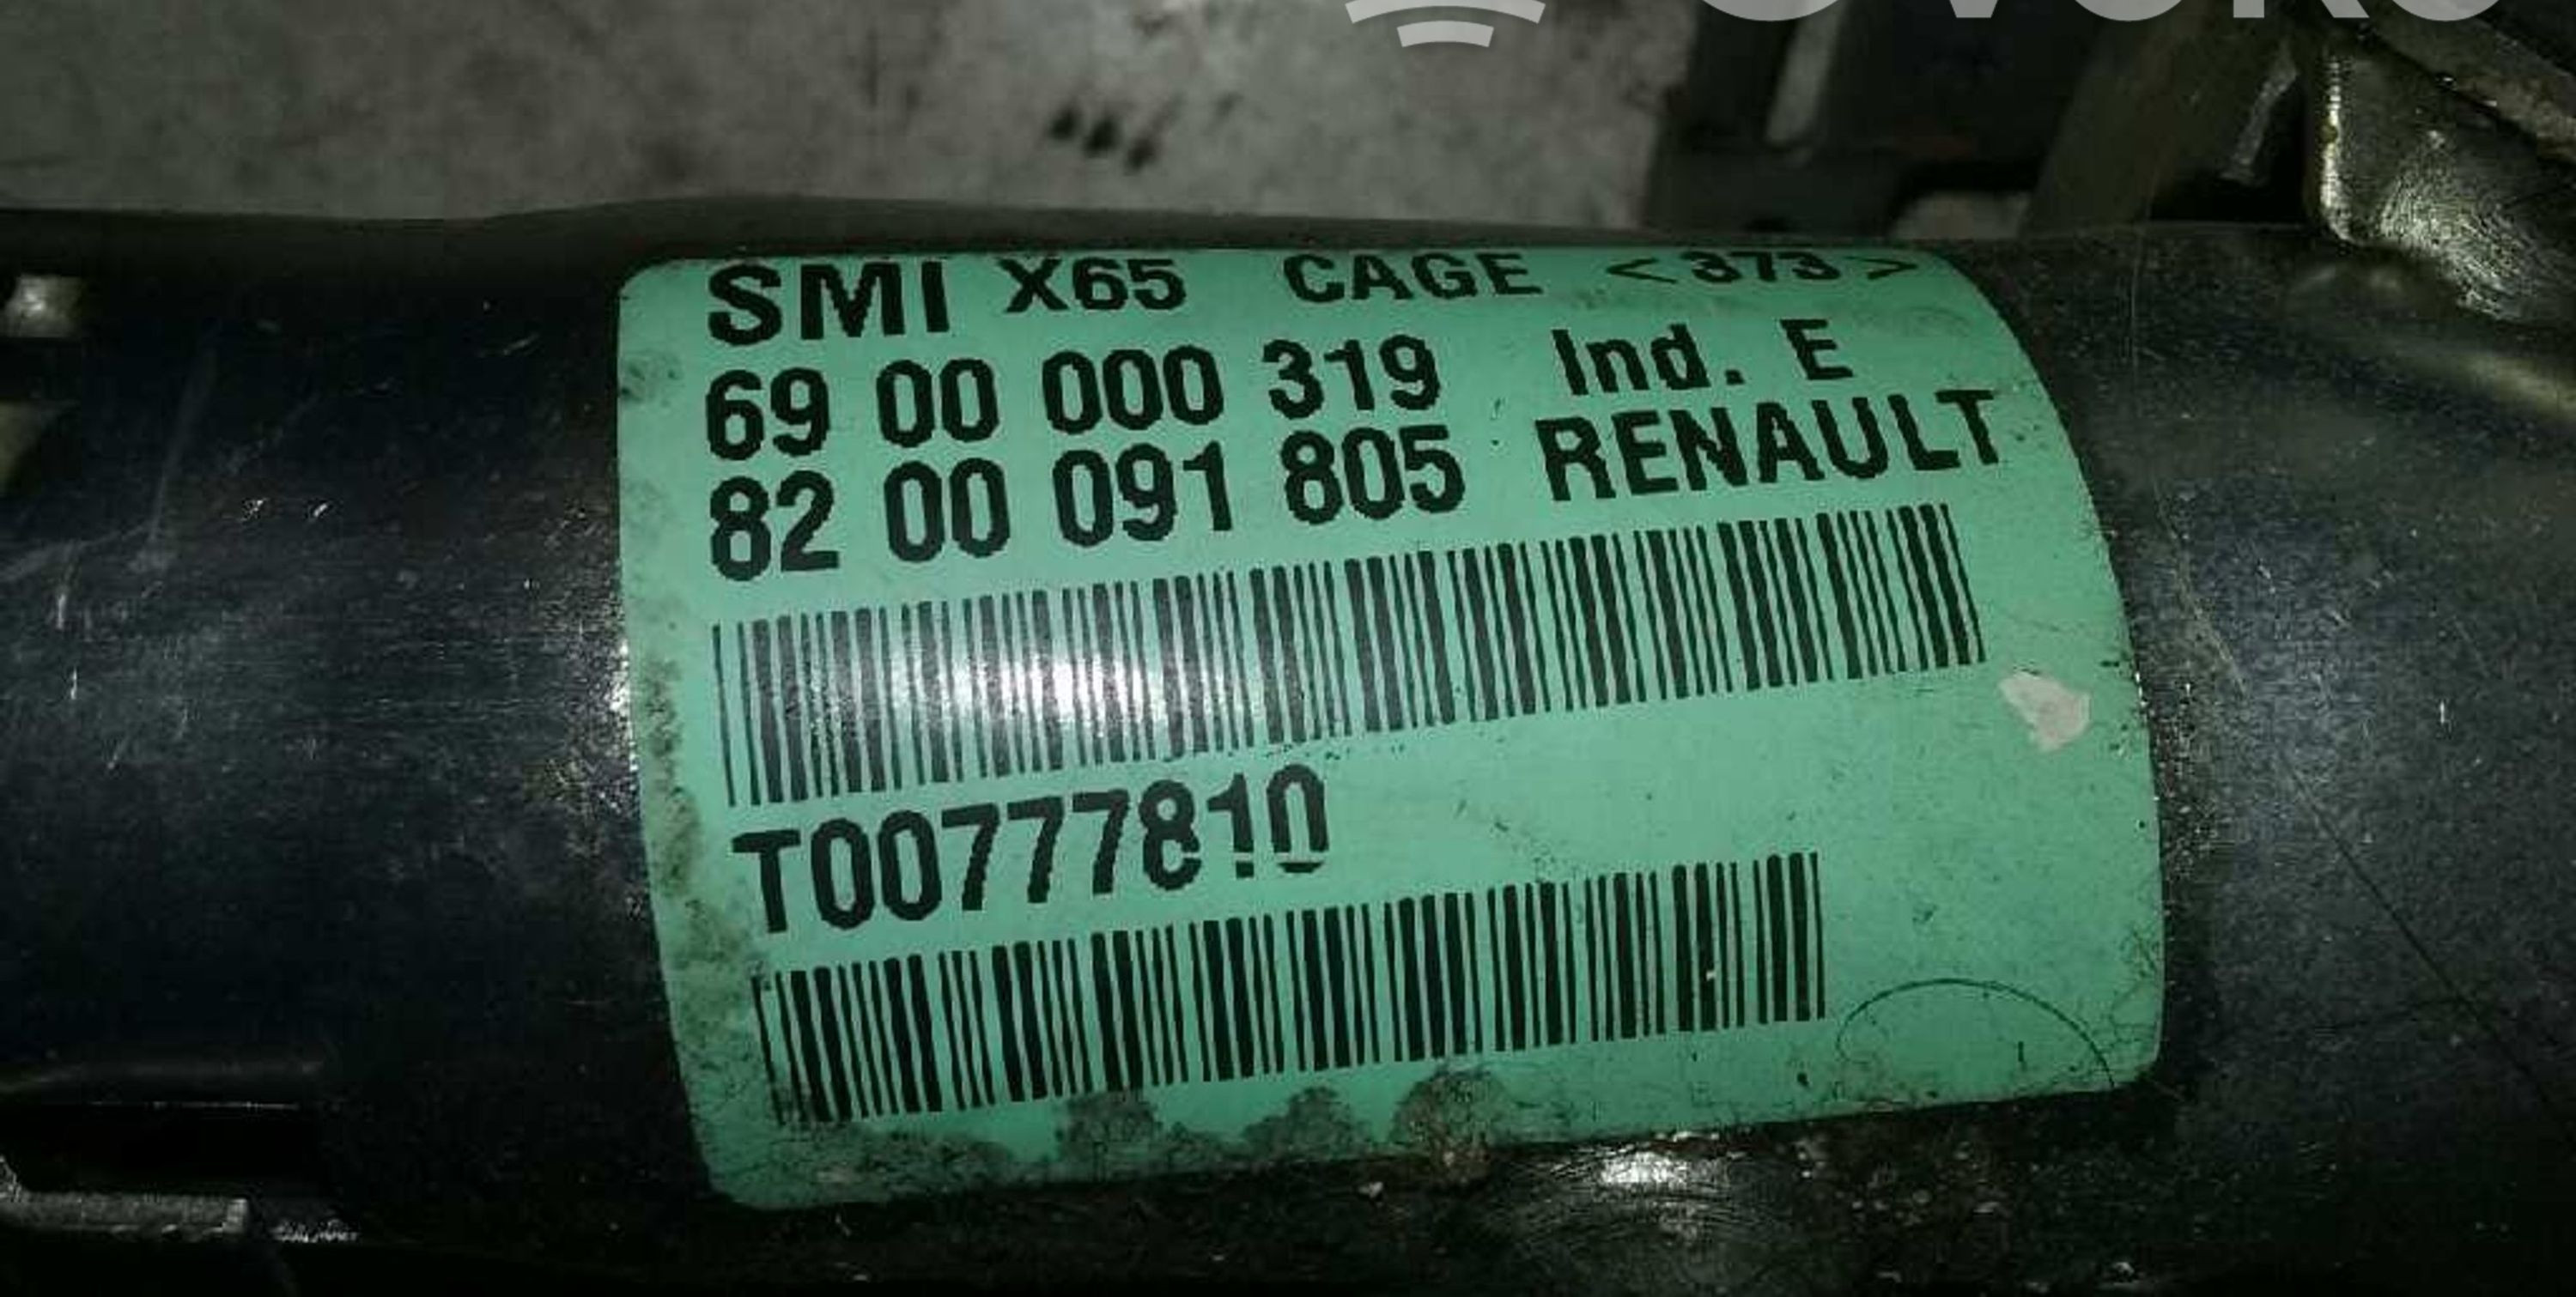 SMI X65 CAGE <373>
69 00 000 319 Ind. E
82 00 091 805 RENAULT
T00777810